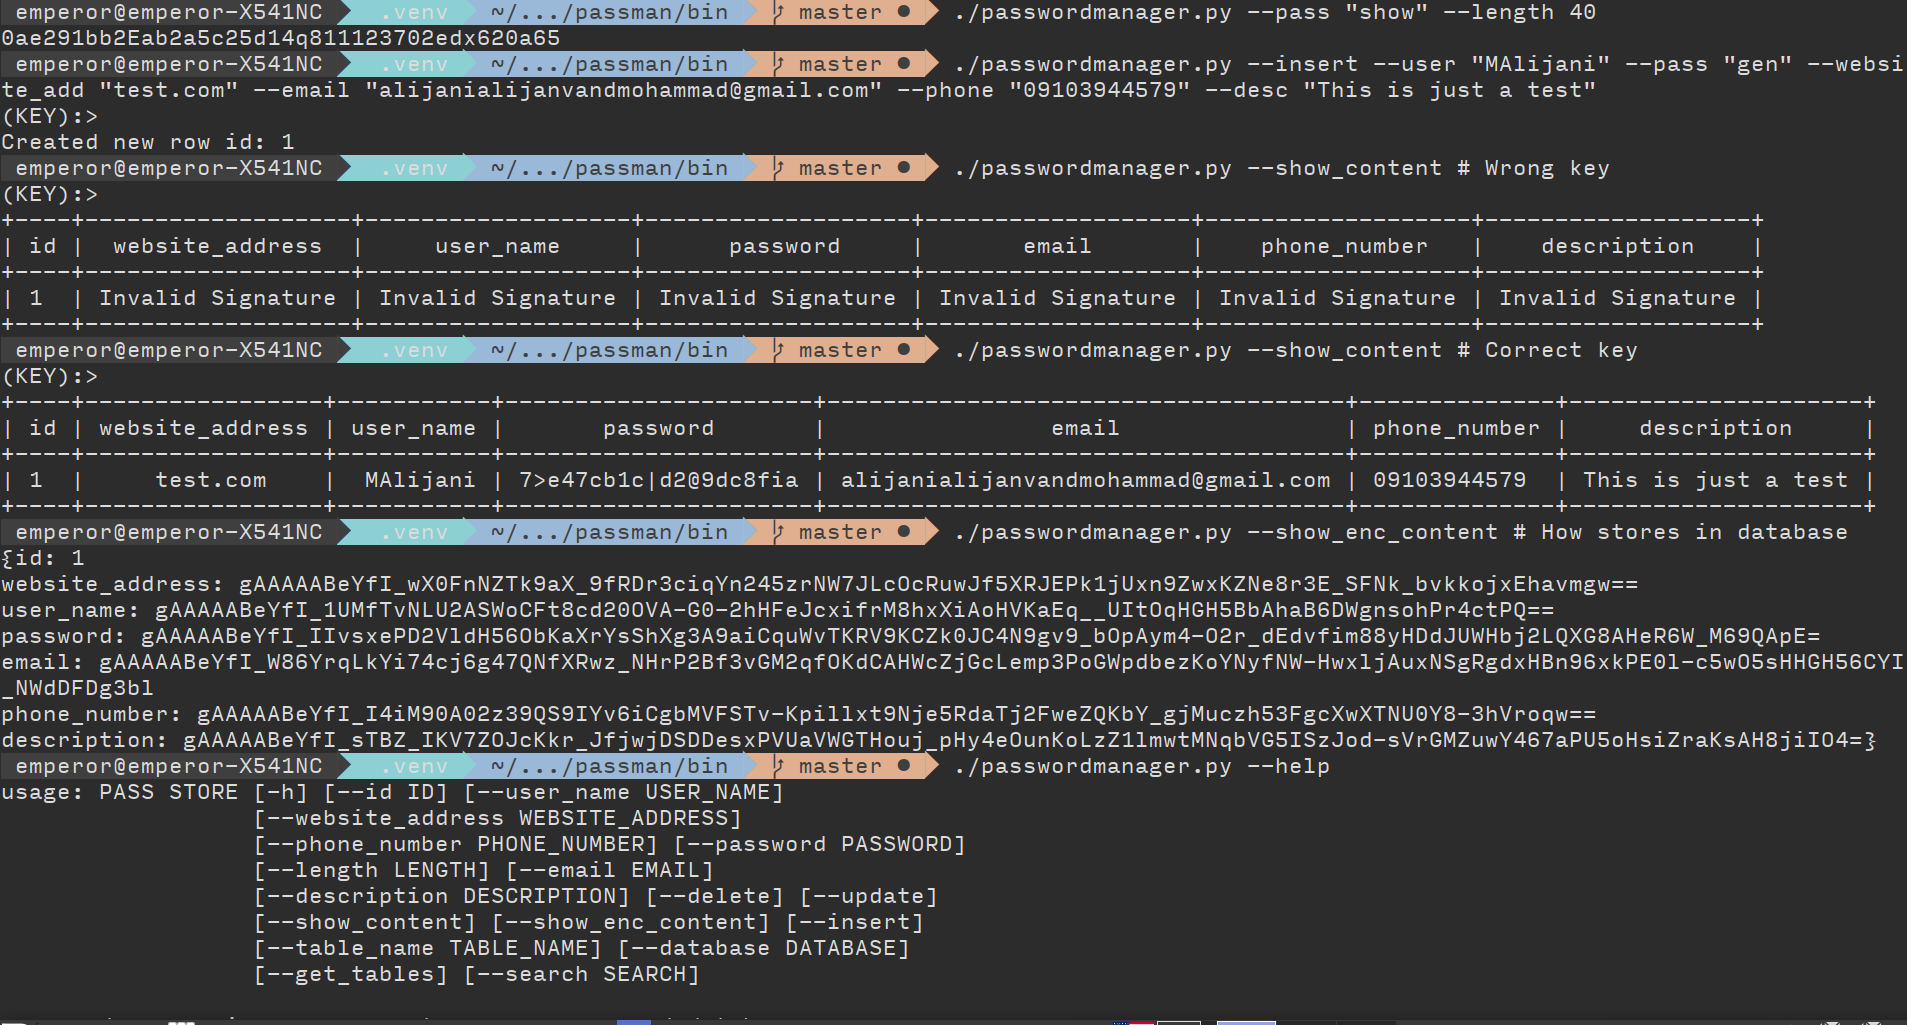 emperor@emperor-X541NC .venv ~/.../passman/bin master ● ./passwordmanager.py --pass "show" --length 40
0ae291bb2Eab2a5c25d14q811123702edx620a65
emperor@emperor-X541NC .venv ~/.../passman/bin master ● ./passwordmanager.py --insert --user "MAlijani" --pass "gen" --websi
te_add "test.com" --email "alijanialijanvandmohammad@gmail.com" --phone "09103944579" --desc "This is just a test"
(KEY):>
Created new row id: 1
emperor@emperor-X541NC .venv ~/.../passman/bin master ● ./passwordmanager.py --show_content # Wrong key
(KEY):>
+----+-------------------+-------------------+-------------------+-------------------+-------------------+-------------------+
| id | website_address | user_name | password | email | phone_number | description |
+----+-------------------+-------------------+-------------------+-------------------+-------------------+-------------------+
| 1 | Invalid Signature | Invalid Signature | Invalid Signature | Invalid Signature | Invalid Signature | Invalid Signature |
+----+-------------------+-------------------+-------------------+-------------------+-------------------+-------------------+
emperor@emperor-X541NC .venv ~/.../passman/bin master ● ./passwordmanager.py --show_content # Correct key
(KEY):>
+----+-----------------+-----------+----------------------+-------------------------------------+--------------+---------------------+
| id | website_address | user_name | password | email | phone_number | description |
+----+-----------------+-----------+----------------------+-------------------------------------+--------------+---------------------+
| 1 | test.com | MAlijani | 7>e47cb1c|d2@9dc8fia | alijanialijanvandmohammad@gmail.com | 09103944579 | This is just a test |
+----+-----------------+-----------+----------------------+-------------------------------------+--------------+---------------------+
emperor@emperor-X541NC .venv ~/.../passman/bin master ● ./passwordmanager.py --show_enc_content # How stores in database
{id: 1
website_address: gAAAAABeYfI_wX0FnNZTk9aX_9fRDr3ciqYn245zrNW7JLcOcRuwJf5XRJEPk1jUxn9ZwxKZNe8r3E_SFNk_bvkkojxEhavmgw==
user_name: gAAAAABeYfI_1UMfTvNLU2ASWoCFt8cd20OVA-G0-2hHFeJcxifrM8hxXiAoHVKaEq__UItOqHGH5BbAhaB6DWgnsohPr4ctPQ==
password: gAAAAABeYfI_IIvsxePD2VldH56ObKaXrYsShXg3A9aiCquWvTKRV9KCZk0JC4N9gv9_bOpAym4-O2r_dEdvfim88yHDdJUWHbj2LQXG8AHeR6W_M69QApE=
email: gAAAAABeYfI_W86YrqLkYi74cj6g47QNfXRwz_NHrP2Bf3vGM2qfOKdCAHWcZjGcLemp3PoGWpdbezKoYNyfNW-HwxljAuxNSgRgdxHBn96xkPE0l-c5wO5sHHGH56CYI
_NWdDFDg3bl
phone_number: gAAAAABeYfI_I4iM90A02z39QS9IYv6iCgbMVFSTv-Kpillxt9Nje5RdaTj2FweZQKbY_gjMuczh53FgcXwXTNU0Y8-3hVroqw==
description: gAAAAABeYfI_sTBZ_IKV7ZOJcKkr_JfjwjDSDDesxPVUaVWGTHouj_pHy4eOunKoLzZ1lmwtMNqbVG5ISzJod-sVrGMZuwY467aPU5oHsiZraKsAH8jiIO4=}
emperor@emperor-X541NC .venv ~/.../passman/bin master ● ./passwordmanager.py --help
usage: PASS STORE [-h] [--id ID] [--user_name USER_NAME]
[--website_address WEBSITE_ADDRESS]
[--phone_number PHONE_NUMBER] [--password PASSWORD]
[--length LENGTH] [--email EMAIL]
[--description DESCRIPTION] [--delete] [--update]
[--show_content] [--show_enc_content] [--insert]
[--table_name TABLE_NAME] [--database DATABASE]
[--get_tables] [--search SEARCH]